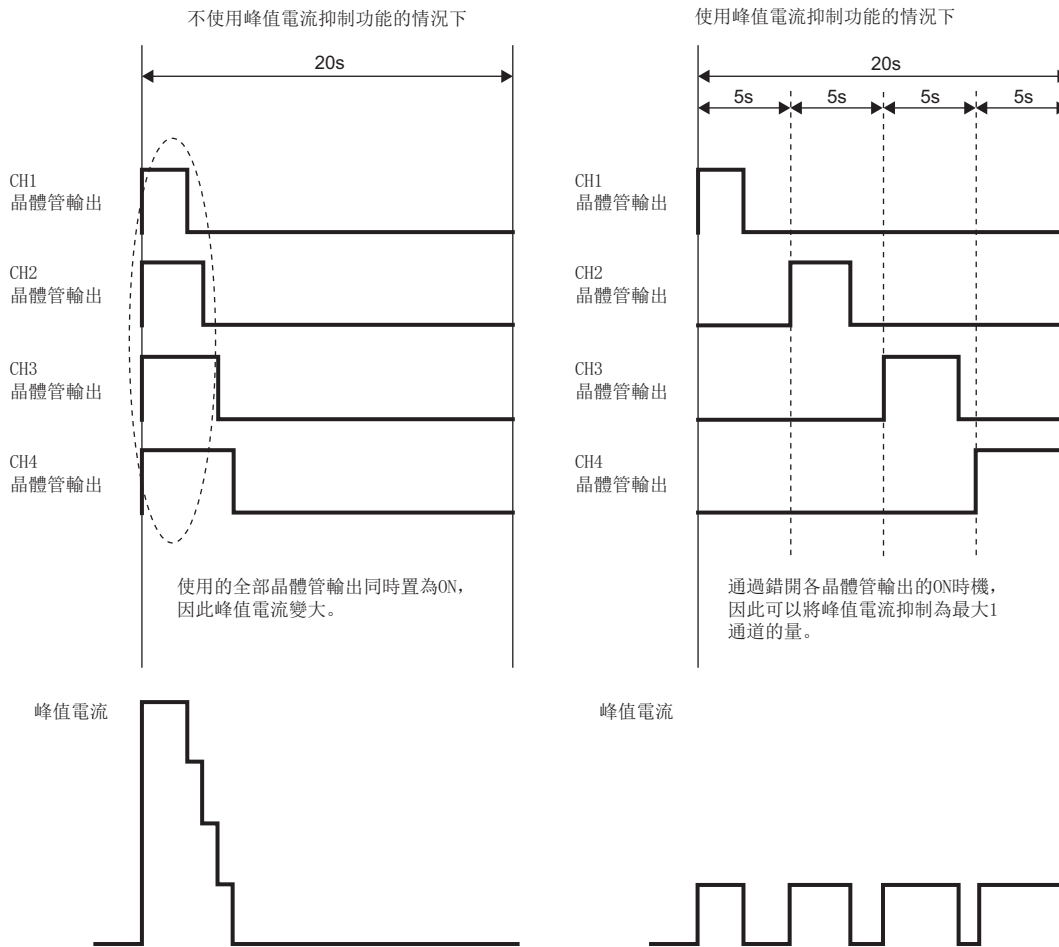 不使用峰值電流抑制功能的情況下
20s
CH1
晶體管輸出
CH2
晶體管輸出
CH3
晶體管輸出
CH4
晶體管輸出
使用的全部晶體管輸出同時置為ON，
因此峰值電流變大。
峰值電流
使用峰值電流抑制功能的情況下
20s
5s 5s 5s 5s
CH1
晶體管輸出
CH2
晶體管輸出
CH3
晶體管輸出
CH4
晶體管輸出
通過錯開各晶體管輸出的ON時機，
因此可以將峰值電流抑制為最大1
通道的量。
峰值電流